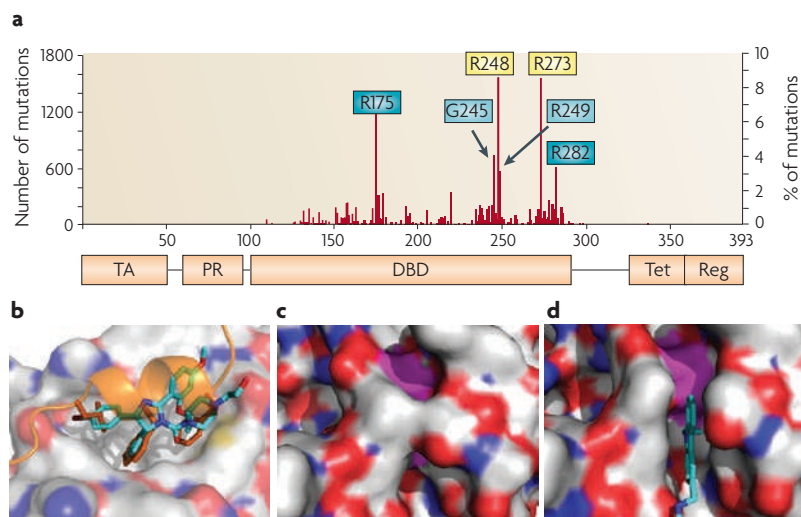 a
Number of mutations
1800
1200
600
0
R175
G245
R248
R249
R273
R282
10
8
6
4
2
0
% of mutations
50 100 150 200 250 300 350 393
TA PR DBD Tet Reg
b c d